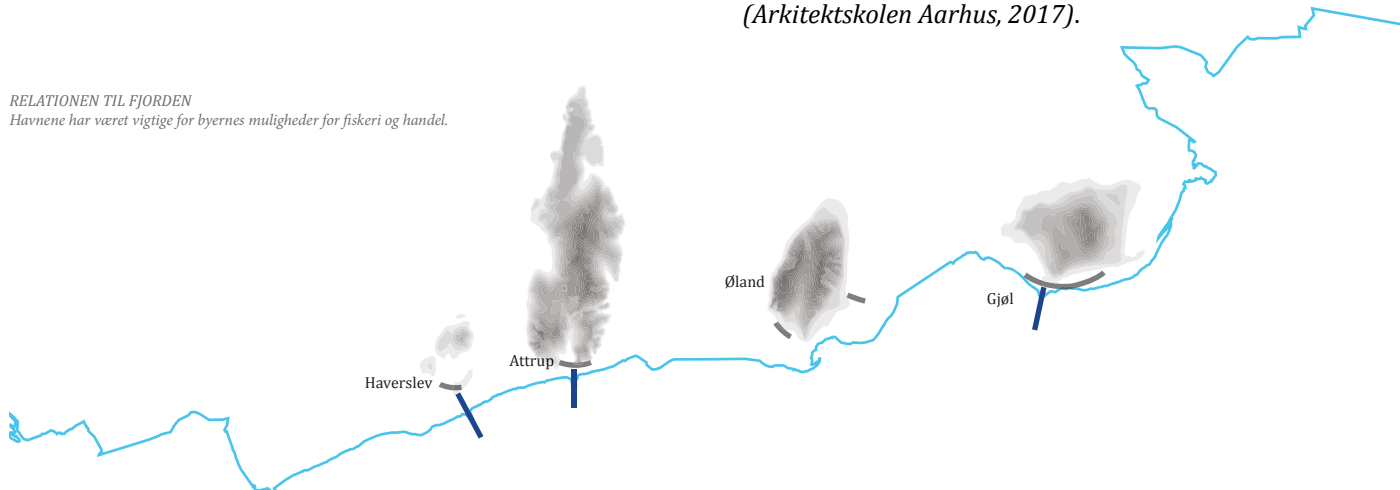 (Arkitektskolen Aarhus, 2017).
RELATIONEN TIL FJORDEN
Havnene har været vigtige for byernes muligheder for fiskeri og handel.
Øland
Gjøl
Attrup
Haverslev